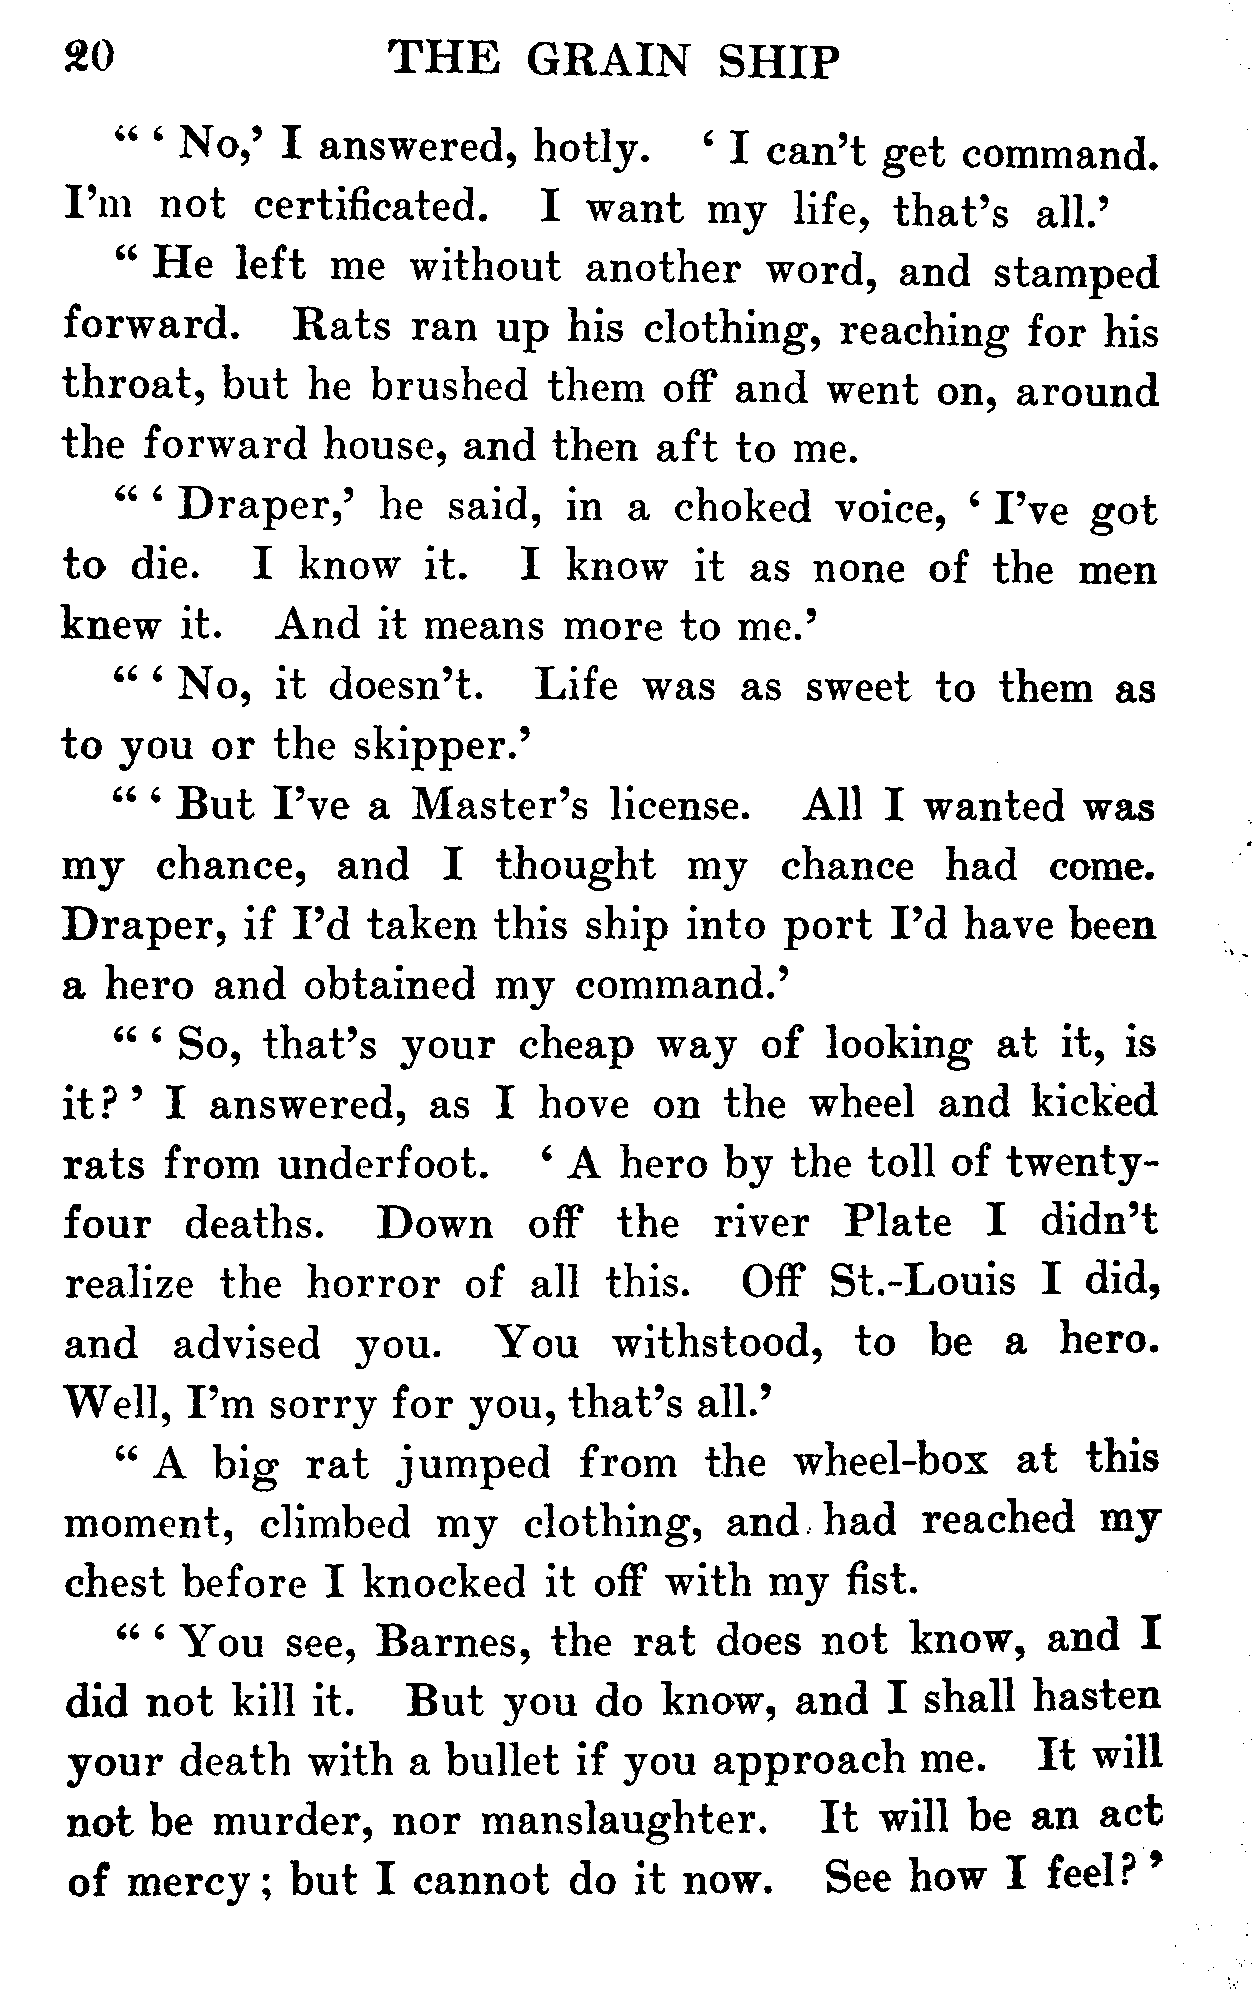 20 THE GRAIN SHIP
“ ‘ No,’ I answered, hotly. ‘ I can’t get command.
I’m not certificated. I want my life, that’s all.’
“ He left me without another word, and stamped
forward. Rats ran up his clothing, reaching for his
throat, but he brushed them off and went on, around
the forward house, and then aft to me.
“ ‘ Draper,’ he said, in a choked voice, ‘ I’ve got
to die. I know it. I know it as none of the men
knew it. And it means more to me.’
“ ‘ No, it doesn’t. Life was as sweet to them as
to you or the skipper.’
“ ‘ But I’ve a Master’s license. All I wanted was
my chance, and I thought my chance had come.
Draper, if I’d taken this ship into port I’d have been
a hero and obtained my command.’
“ ‘ So, that’s your cheap way of looking at it, is
it? ’ I answered, as I hove on the wheel and kicked
rats from underfoot. ‘ A hero by the toll of twenty-
four deaths. Down off the river Plate I didn’t
realize the horror of all this. Off St.-Louis I did,
and advised you. You withstood, to be a hero.
Well, I’m sorry for you, that’s all.’
“ A big rat jumped from the wheel-box at this
moment, climbed my clothing, and had reached my
chest before I knocked it off with my fist.
“ ‘ You see, Barnes, the rat does not know, and I
did not kill it. But you do know, and I shall hasten
your death with a bullet if you approach me. It will
not be murder, nor manslaughter. It will be an act
of mercy; but I cannot do it now. See how I feel? ’